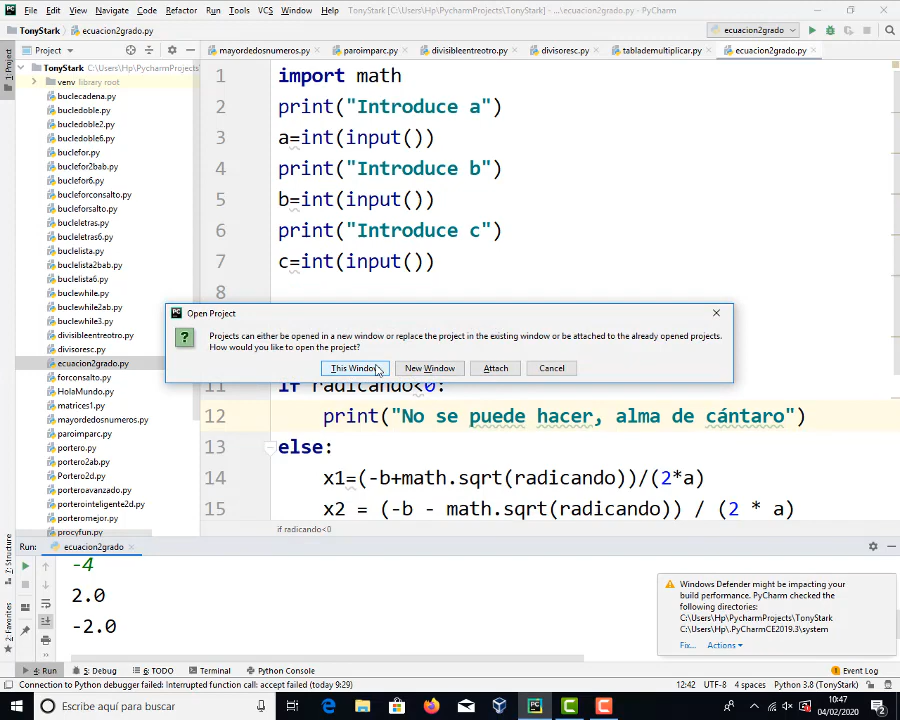 File Edit View Navigate Code Refactor Run Tools VCS Window Help TonyStark [C:\Users\Hp\PycharmProjects\TonyStark] - ...\ecuacion2grado.py - PyCharm
TonyStark ecuacion2grado.py
ecuacion2grado
Project
mayordedosnumeros.py
paroimparc.py
divisibleentreotro.py
divisoresc.py
tablademultiplicar.py
ecuacion2grado.py
1: Project
TonyStark C:\Users\Hp\PycharmProjects
venv library root
buclecadena.py
bucledoble.py
bucledoble2.py
bucledoble6.py
buclefor.py
buclefor2bab.py
buclefor6.py
bucleforconsalto.py
bucleforsalto.py
bucleletras.py
bucleletras6.py
buclelista.py
buclelista2bab.py
buclelista6.py
buclewhile.py
buclewhile2ab.py
buclewhile3.py
divisibleentreotro.py
divisoresc.py
ecuacion2grado.py
forconsalto.py
HolaMundo.py
matrices1.py
mayordedosnumeros.py
paroimparc.py
portero.py
portero2ab.py
Portero2d.py
porteroavanzado.py
porterointeligente2d.py
porteromejor.py
procyfun.py
1 import math
2 print("Introduce a")
3 a=int(input())
4 print("Introduce b")
5 b=int(input())
6 print("Introduce c")
7 c=int(input())
8
Open Project
Projects can either be opened in a new window or replace the project in the existing window or be attached to the already opened projects.
How would you like to open the project?
This Window New Window Attach Cancel
11 if radicando<0:
12 print("No se puede hacer, alma de cántaro")
13 else:
14 x1=(-b+math.sqrt(radicando))/(2*a)
15 x2 = (-b - math.sqrt(radicando)) / (2 * a)
if radicando<0
7: Structure
2: Favorites
Run: ecuacion2grado
-4
2.0
-2.0
Windows Defender might be impacting your
build performance. PyCharm checked the
following directories:
C:\Users\Hp\PycharmProjects\TonyStark
C:\Users\Hp\.PyCharmCE2019.3\system
Fix... Actions
4: Run 5: Debug 6: TODO Terminal Python Console Event Log
Connection to Python debugger failed: Interrupted function call: accept failed (today 9:29) 12:42 UTF-8 4 spaces Python 3.8 (TonyStark)
Escribe aquí para buscar
10:47
04/02/2020
2